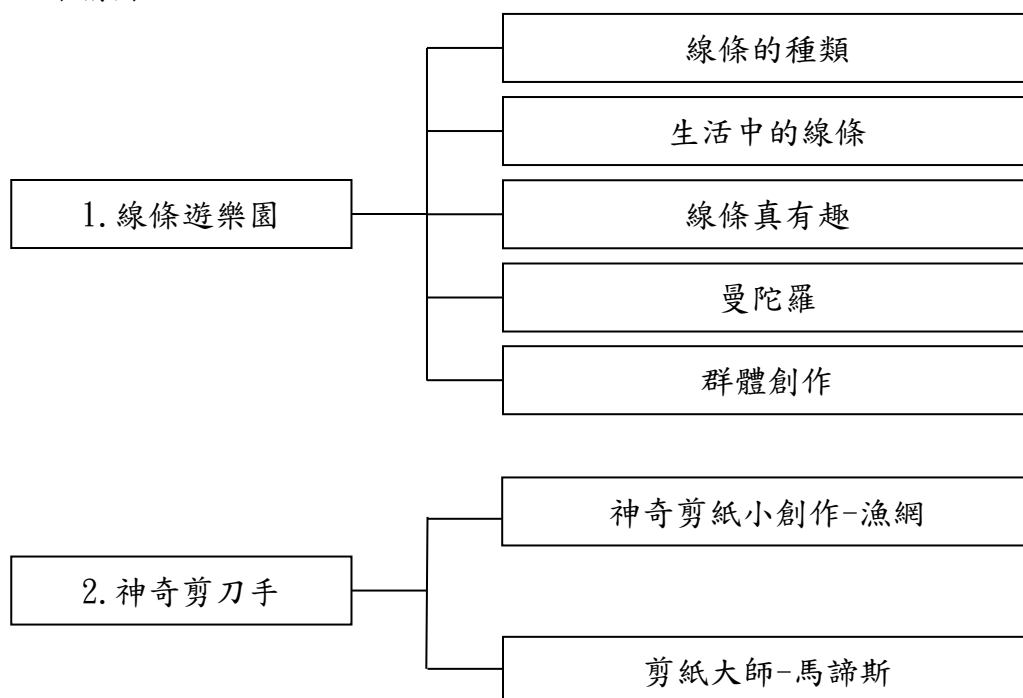 線條的種類
生活中的線條
1.線條遊樂園
線條真有趣
曼陀羅
群體創作
神奇剪紙小創作-漁網
2.神奇剪刀手
剪紙大師-馬諦斯